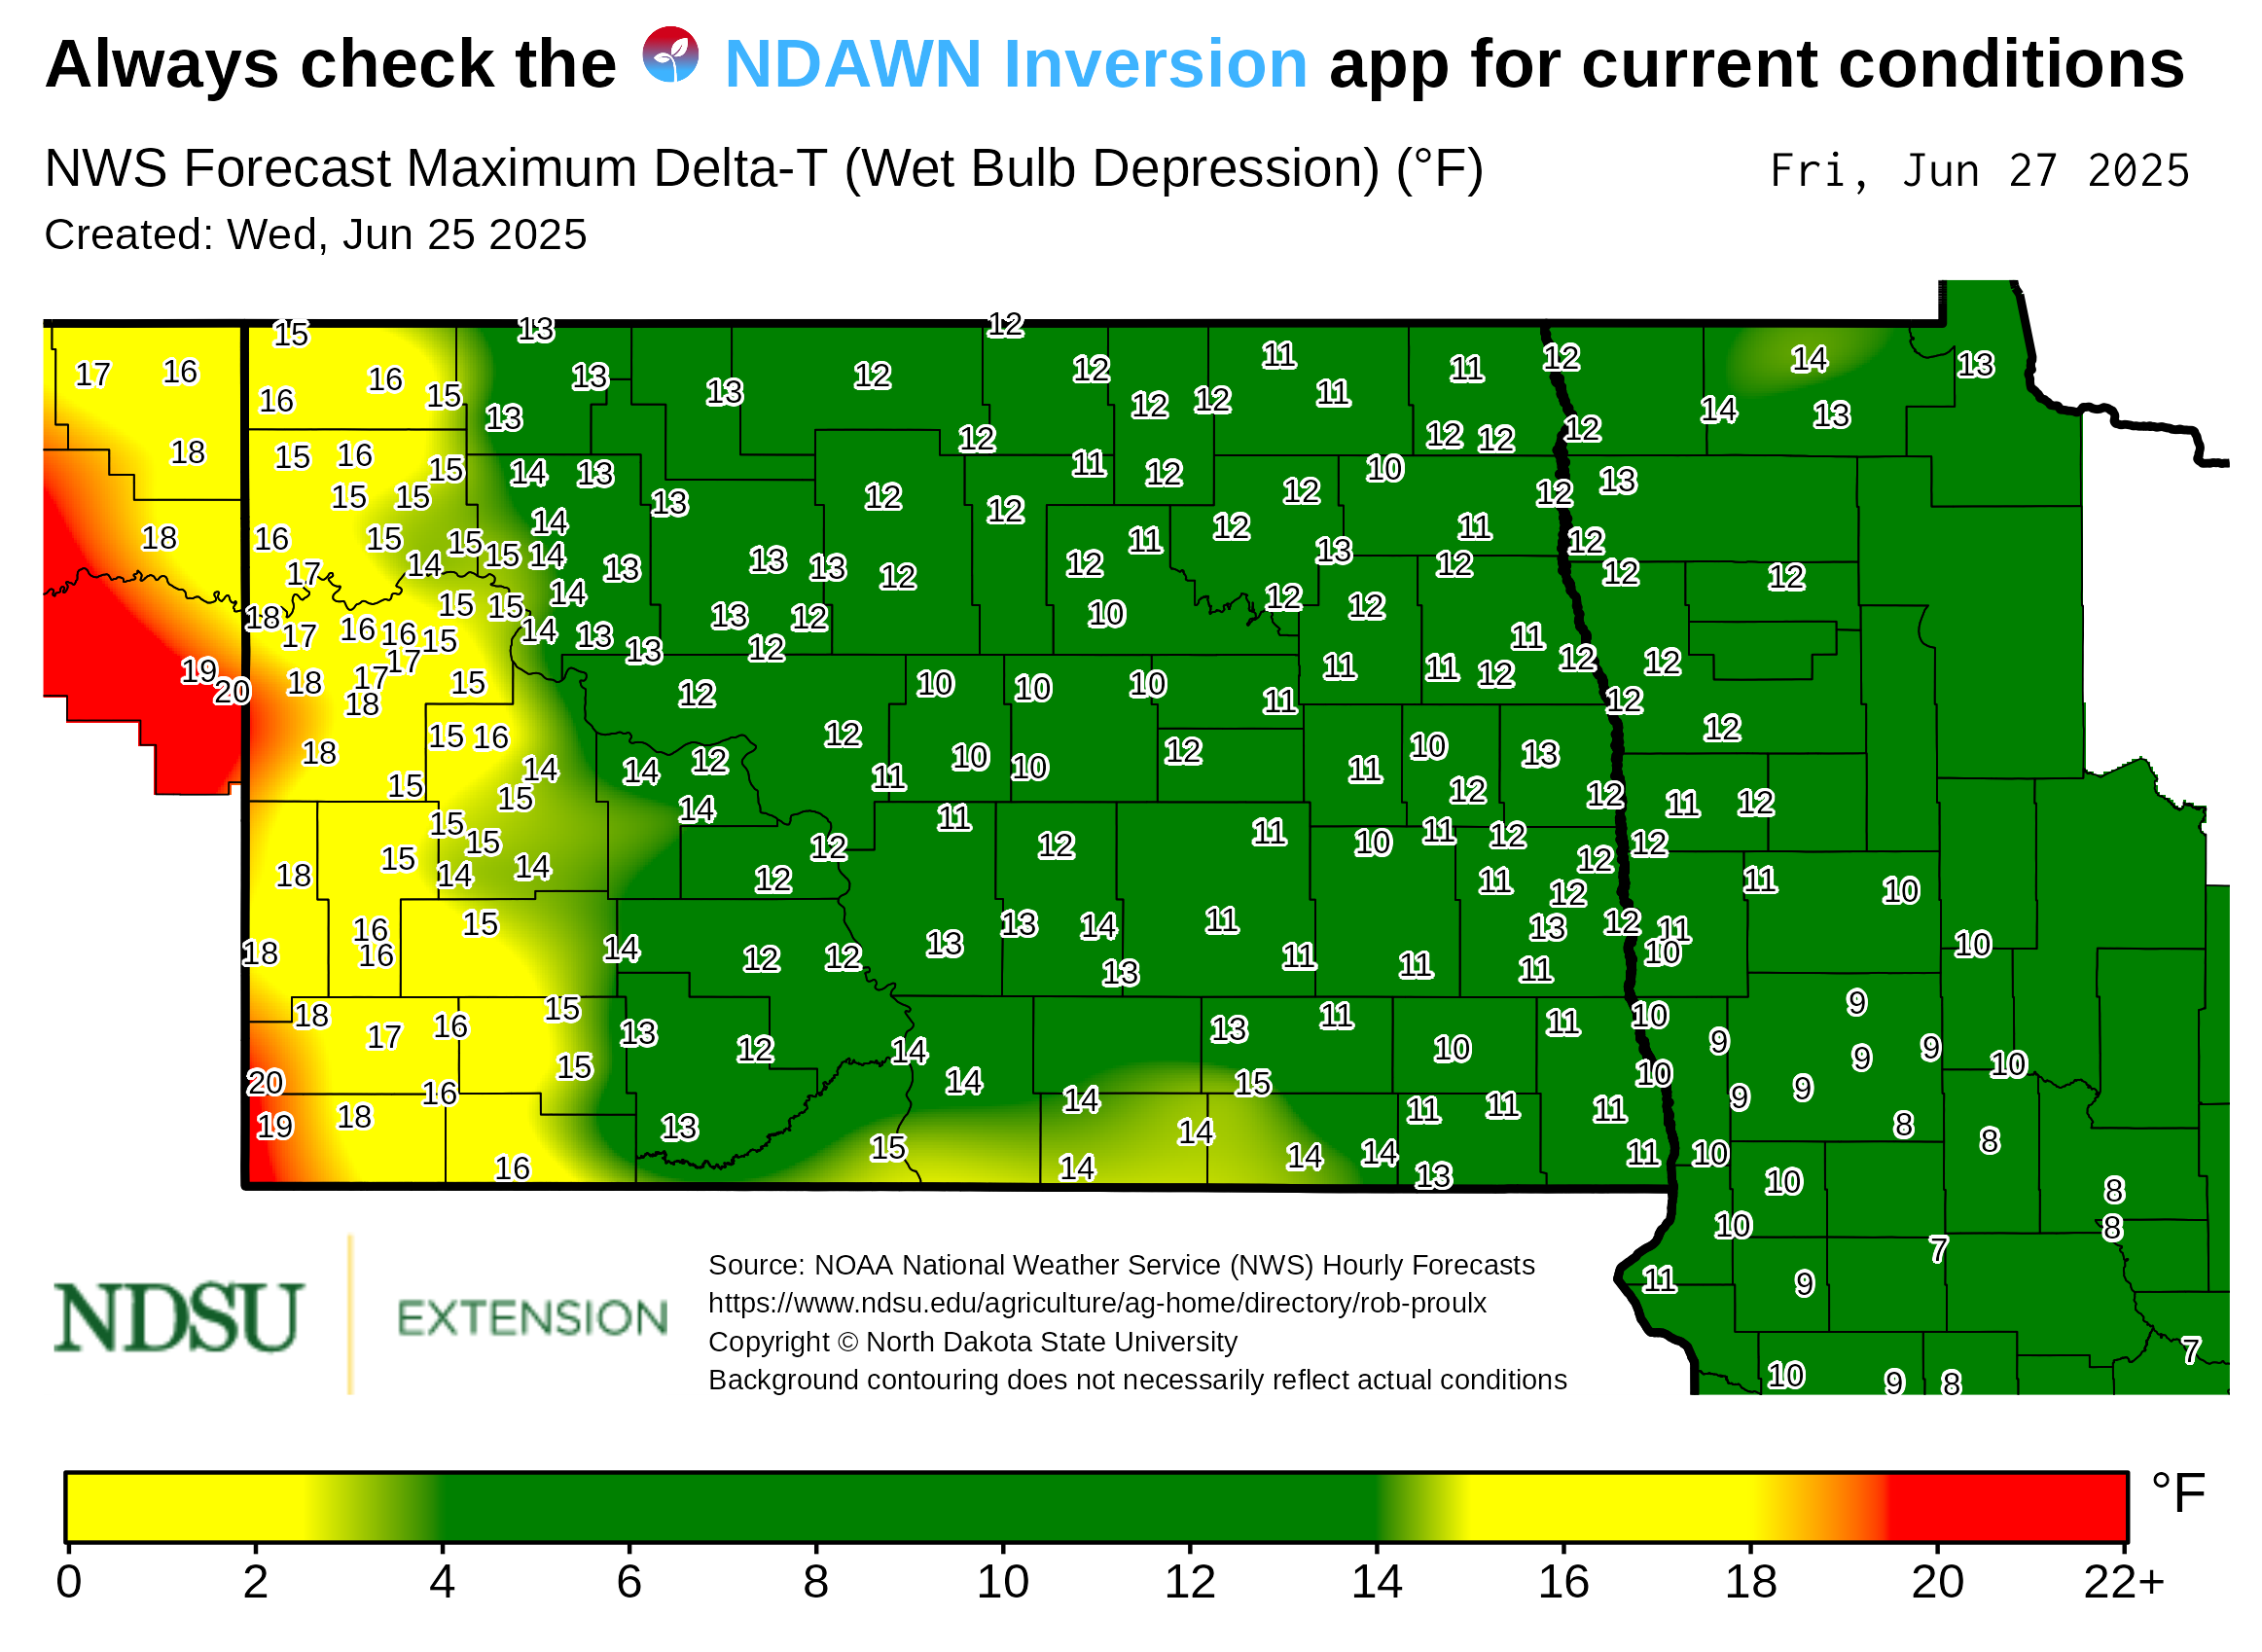 Always check the NDAWN Inversion app for current conditions
NWS Forecast Maximum Delta-T (Wet Bulb Depression) (°F) Fri, Jun 27 2025
Created: Wed, Jun 25 2025
15 13 12
17 16 16 15 13 13 12 12 11 11 12 14 13
16 13 12 12 11 14 13
18 15 16 15 14 13 12 11 12 10 12 12 12
15 15 13 12 12 12 12 13
18 16 15 15 15 14 14 13 13 13 12 12 11 12 13 11 12 12
17 14 14 13 12 10 12 12 12 12
18 17 16 16 15 15 15 14 13 13 13 12 12 11 12
19 20 18 17 17 18 15 12 10 10 10 11 11 11 12 12 12
18 15 16 14 14 12 12 11 10 10 12 11 10 13 12
15 15 14 11 12 12 11 12
15 15 15 14 12 12 12 11 10 11 12 12 12
18 14 12 11 12 11 10
16 15 14 12 12 13 13 14 11 13 12 11
18 16 13 11 11 11 10 10
18 17 16 15 13 12 14 13 11 10 11 10 9 9
20 16 15 14 14 15 10 9 9 9 9 10
19 18 13 14 11 11 11 8 8
16 15 14 14 14 13 11 10 10 8
10 8
11 9 7
7
10 9 8
NDSU EXTENSION
Source: NOAA National Weather Service (NWS) Hourly Forecasts
https://www.ndsu.edu/agriculture/ag-home/directory/rob-proulx
Copyright © North Dakota State University
Background contouring does not necessarily reflect actual conditions
°F
0 2 4 6 8 10 12 14 16 18 20 22+